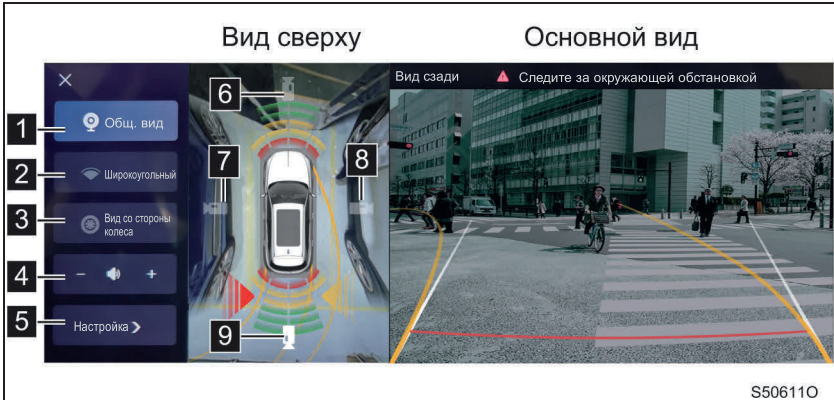 Вид сверху
Основной вид
Вид сзади
Следите за окружающей обстановкой
1
Общ. вид
2
Широкоугольный
3
Вид со стороны
колеса
4
− +
5
Настройка
6
7
8
9
S50611O